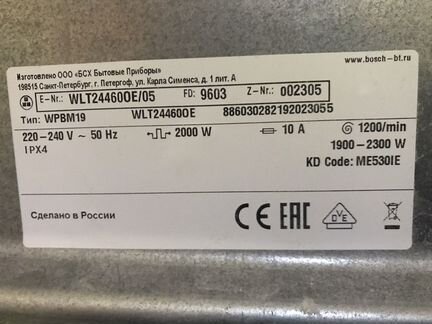 Изготовлено ООО «БСХ Бытовые Приборы»
198515 Санкт-Петербург, г. Петергоф, ул. Карла Сименса, д.1 лит. А
www.bosch-bt.ru
E-Nr.: WLT24460OE/05 FD: 9603 Z-Nr.: 002305
Тип: WPBM19 WLT24460OE 886030282192023055
220-240 V ~ 50 Hz 2000 W 10 A 1200/min
IPX4 1900-2300 W
KD Code: ME530IE
Сделано в России CE EAC DVE